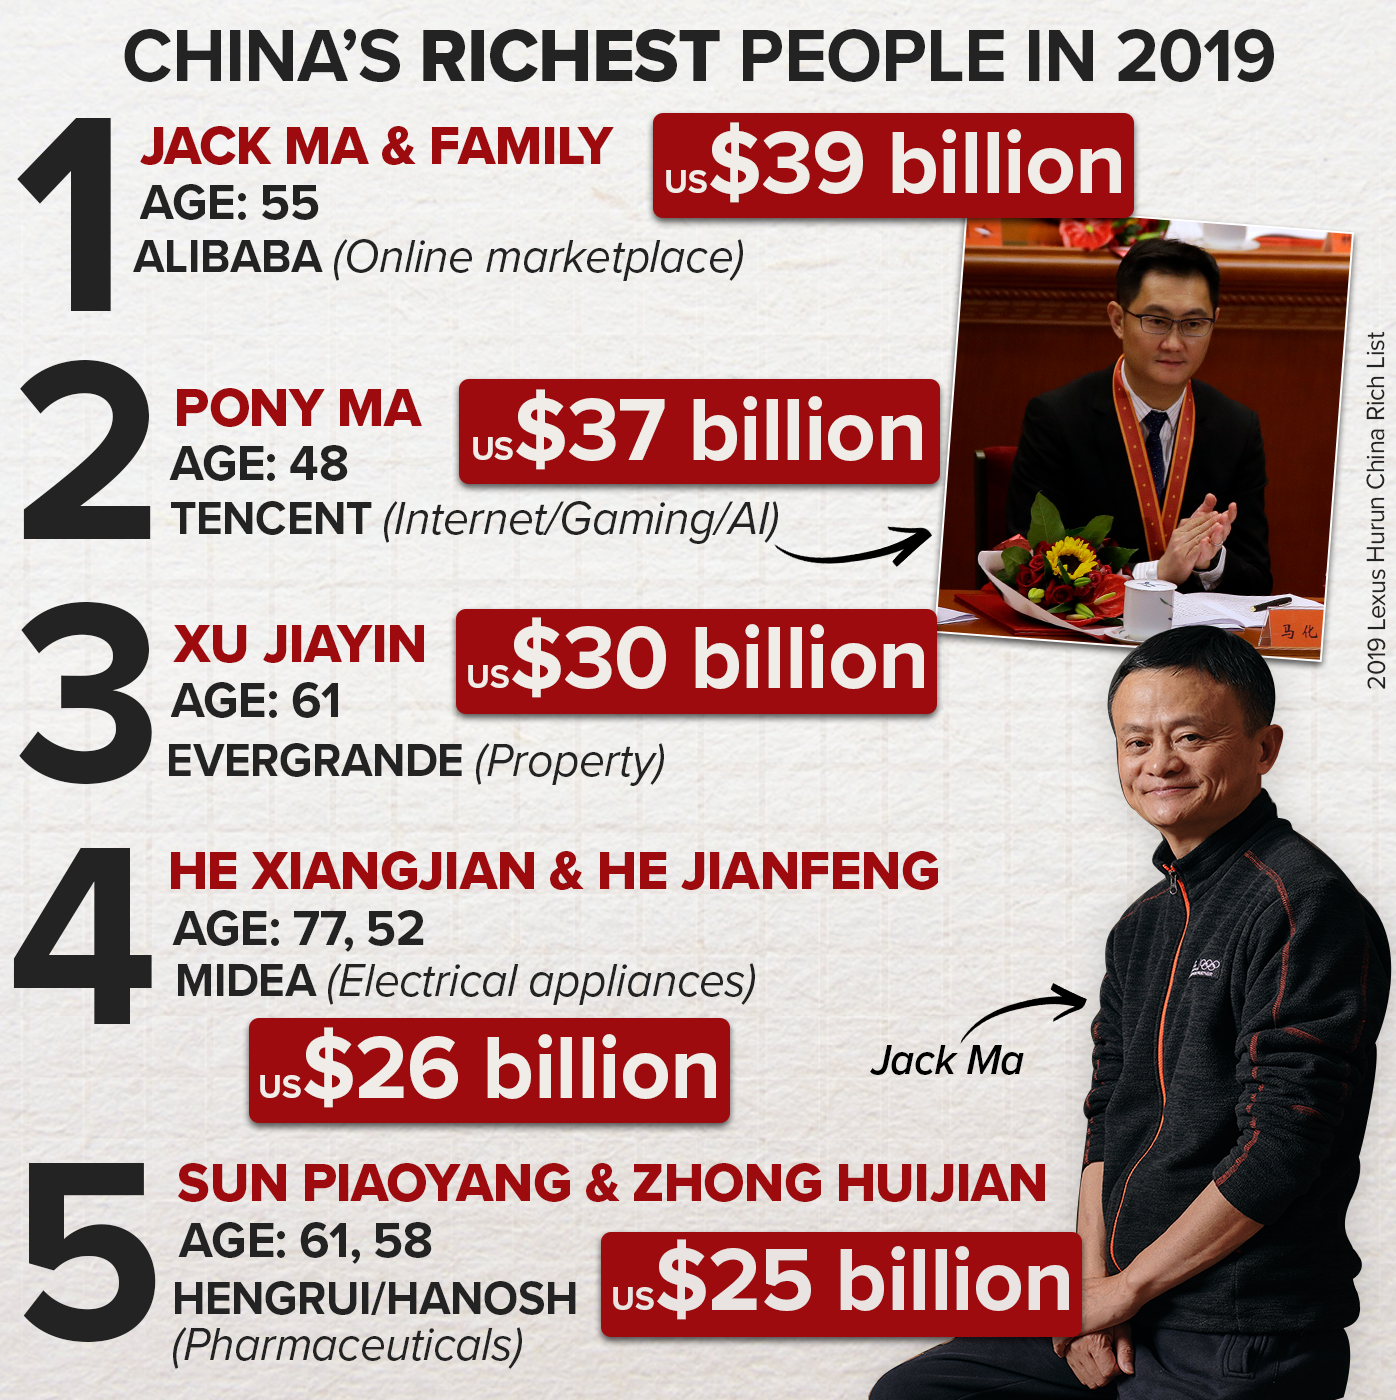 CHINA'S RICHEST PEOPLE IN 2019
1
JACK MA & FAMILY
AGE: 55
ALIBABA (Online marketplace)
US$39 billion
2
PONY MA
AGE: 48
TENCENT (Internet/Gaming/AI)
US$37 billion
马化
2019 Lexus Hurun China Rich List
3
XU JIAYIN
AGE: 61
EVERGRANDE (Property)
US$30 billion
4
HE XIANGJIAN & HE JIANFENG
AGE: 77, 52
MIDEA (Electrical appliances)
US$26 billion
Jack Ma
5
SUN PIAOYANG & ZHONG HUIJIAN
AGE: 61, 58
HENGRUI/HANOSH
(Pharmaceuticals)
US$25 billion